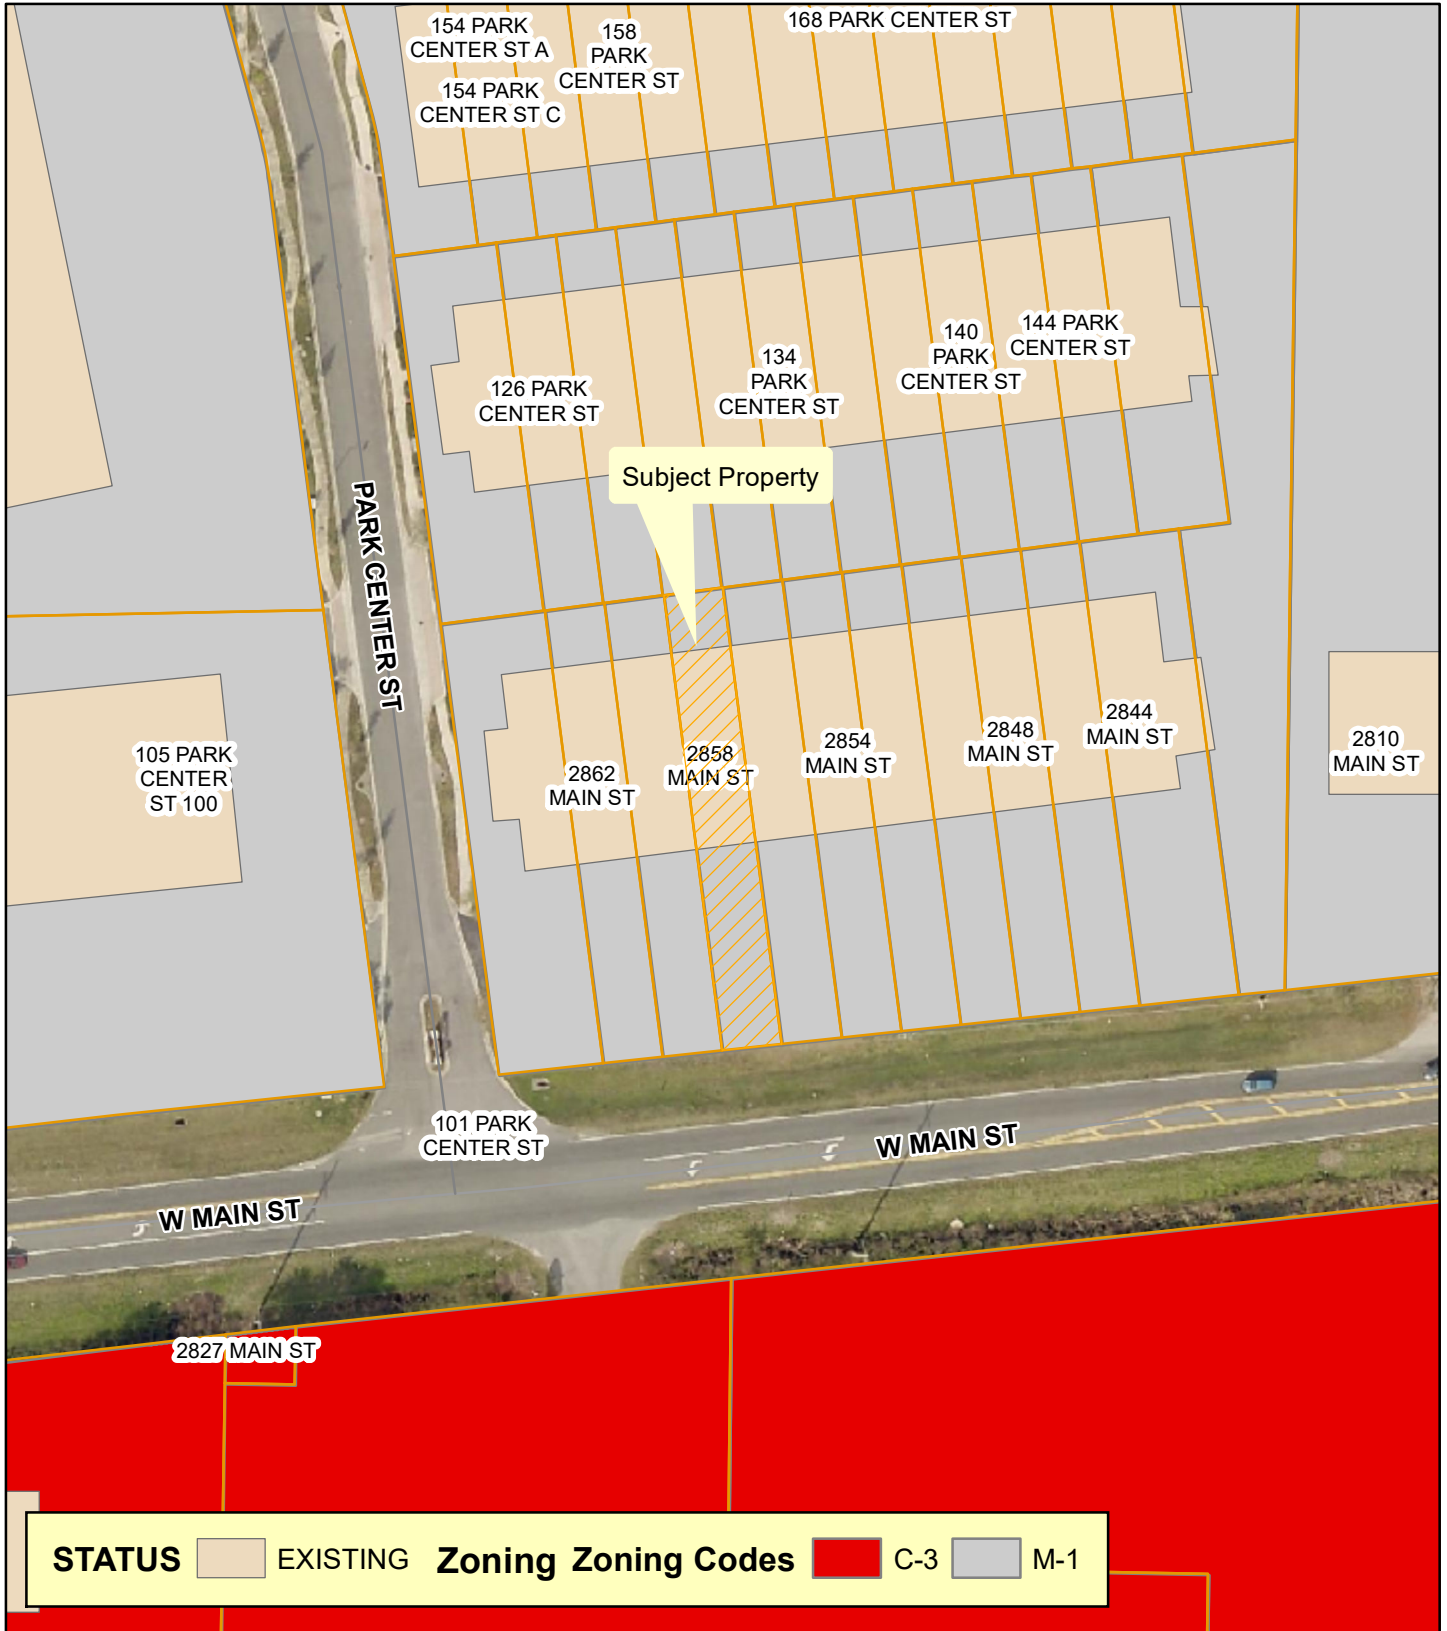 154 PARK
CENTER ST A
158
PARK
CENTER ST
168 PARK CENTER ST
154 PARK
CENTER ST C
126 PARK
CENTER ST
134
PARK
CENTER ST
140
PARK
CENTER ST
144 PARK
CENTER ST
Subject Property
PARK CENTER ST
105 PARK
CENTER
ST 100
2862
MAIN ST
2858
MAIN ST
2854
MAIN ST
2848
MAIN ST
2844
MAIN ST
2810
MAIN ST
101 PARK
CENTER ST
W MAIN ST
W MAIN ST
2827 MAIN ST
STATUS EXISTING Zoning Zoning Codes C-3 M-1